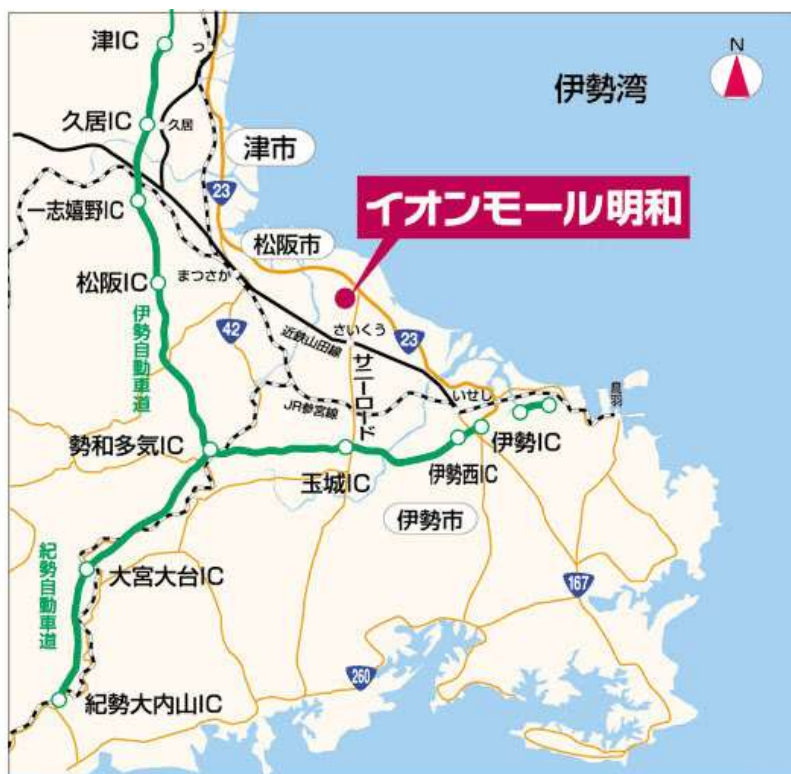 津IC
つ
N
伊勢湾
久居IC
久居
津市
23
イオンモール明和
一志嬉野IC
松阪市
まつさか
松阪IC
伊勢自動車道
42
近鉄山田線
さいくう
23
サニーロード
JR参宮線
いせし
鳥羽
勢和多気IC
玉城IC
伊勢西IC
伊勢IC
伊勢市
紀勢自動車道
大宮大台IC
167
260
紀勢大内山IC